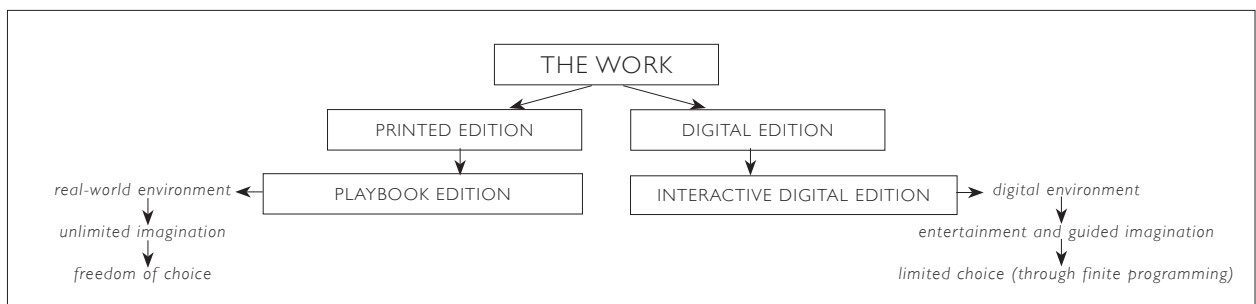 THE WORK
PRINTED EDITION
DIGITAL EDITION
PLAYBOOK EDITION
INTERACTIVE DIGITAL EDITION
real-world environment
unlimited imagination
freedom of choice
digital environment
entertainment and guided imagination
limited choice (through finite programming)